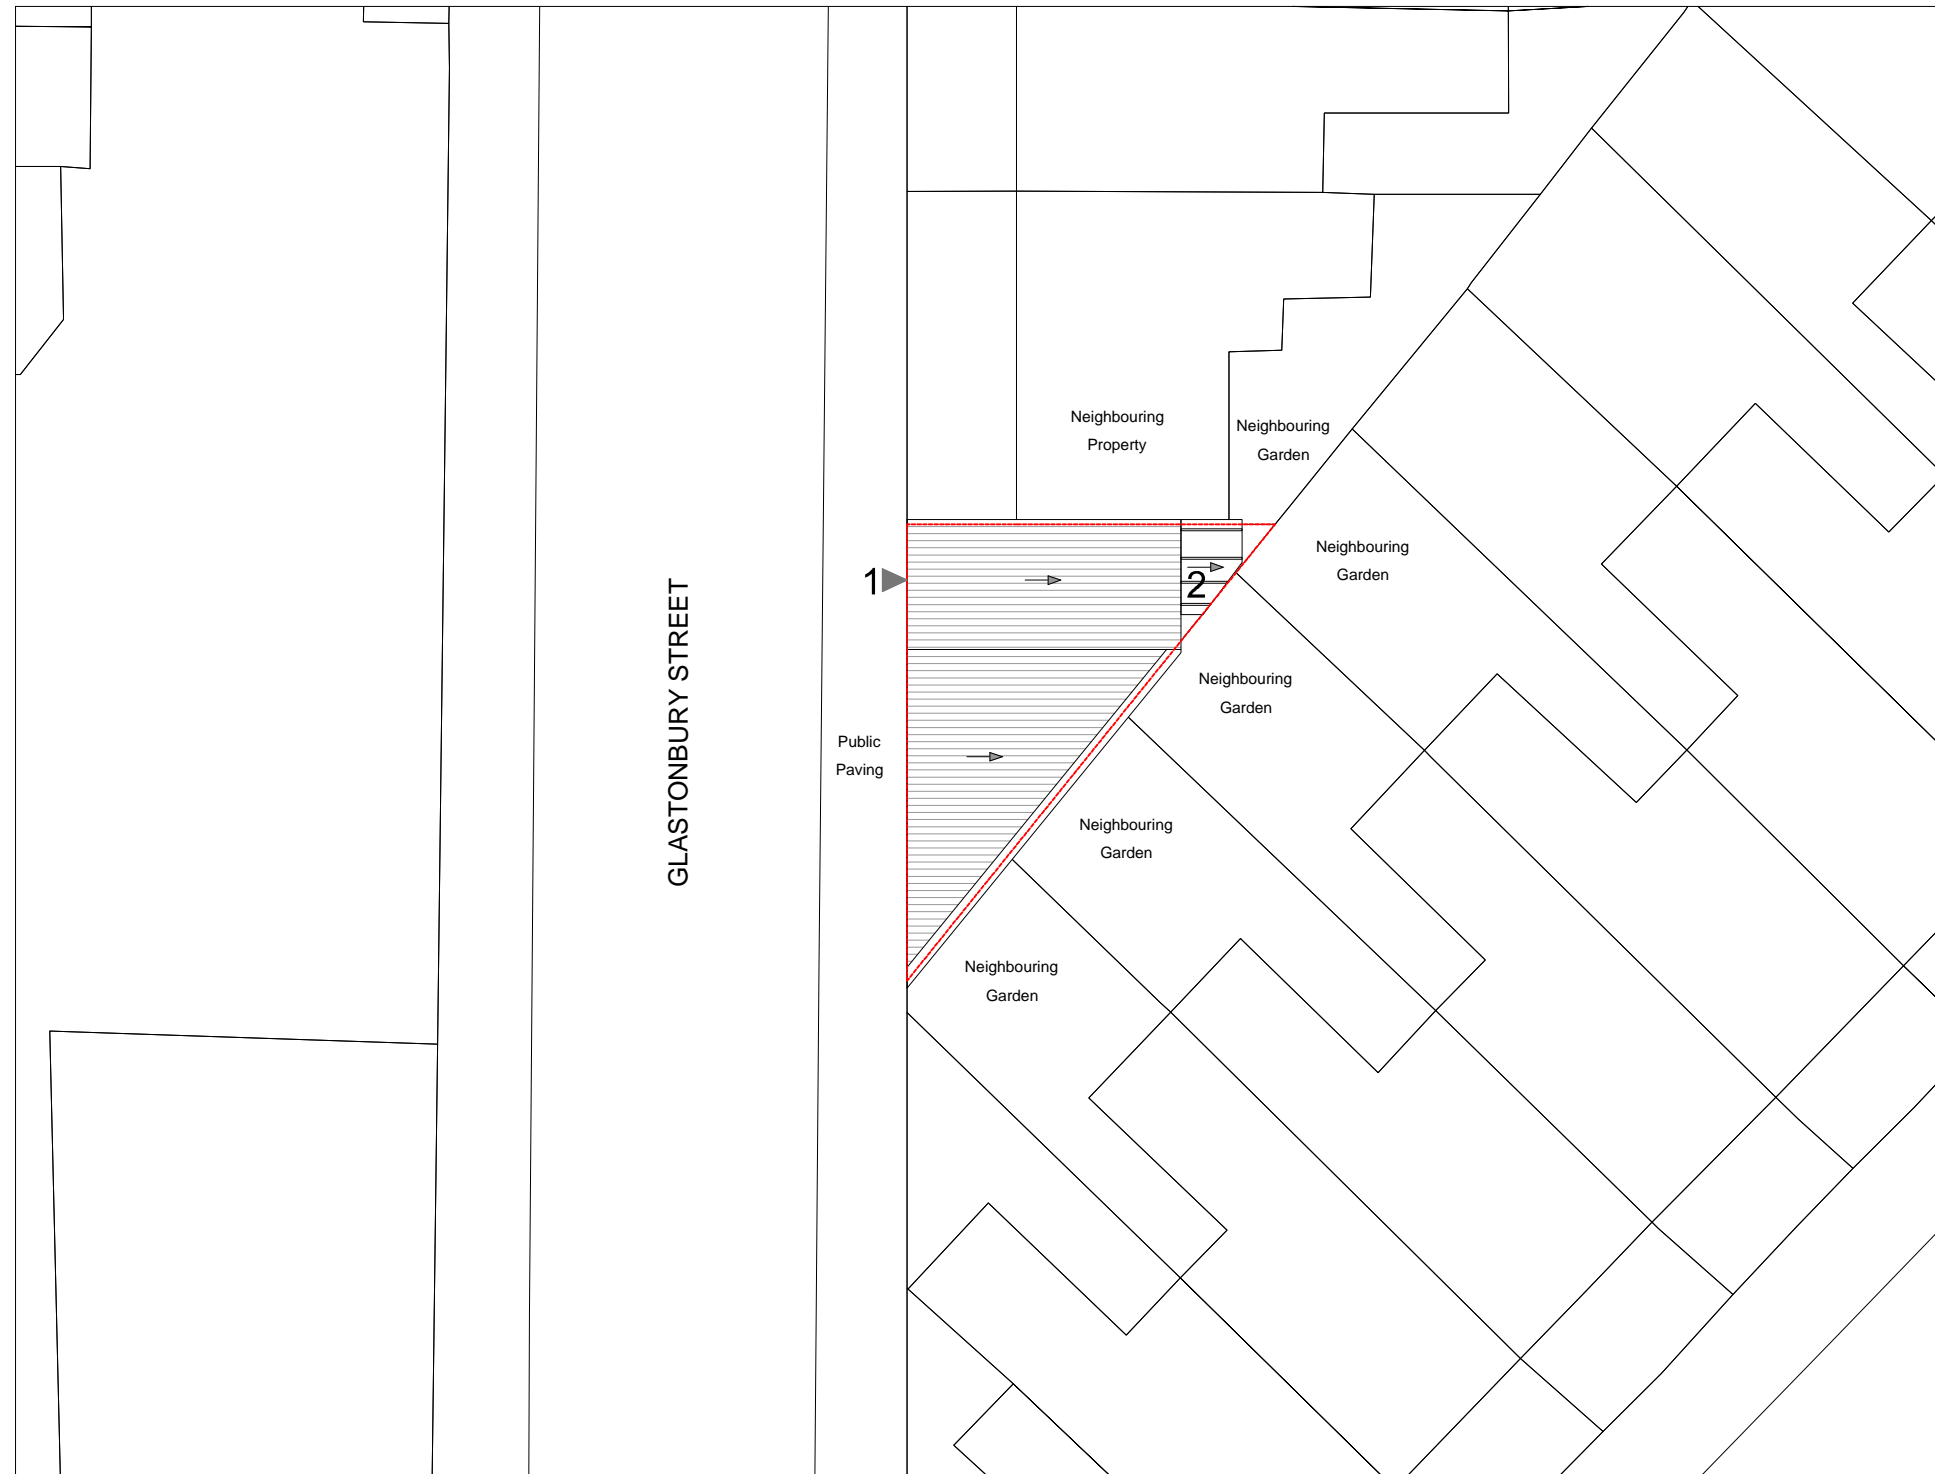 Neighbouring
Property
Neighbouring
Garden
Neighbouring
Garden
1
2
GLASTONBURY STREET
Neighbouring
Garden
Public
Paving
Neighbouring
Garden
Neighbouring
Garden